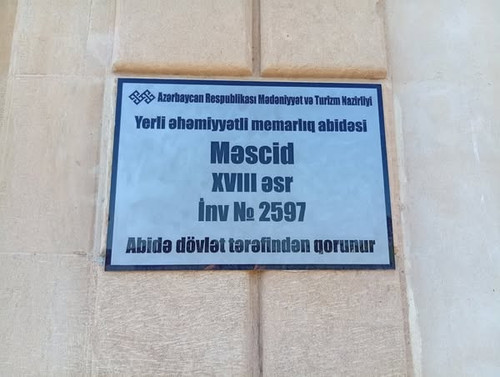 Azərbaycan Respublikası Mədəniyyət və Turizm Nazirliyi
Yerli əhəmiyyətli memarlıq abidəsi
Məscid
XVIII əsr
İnv № 2597
Abidə dövlət tərəfindən qorunur